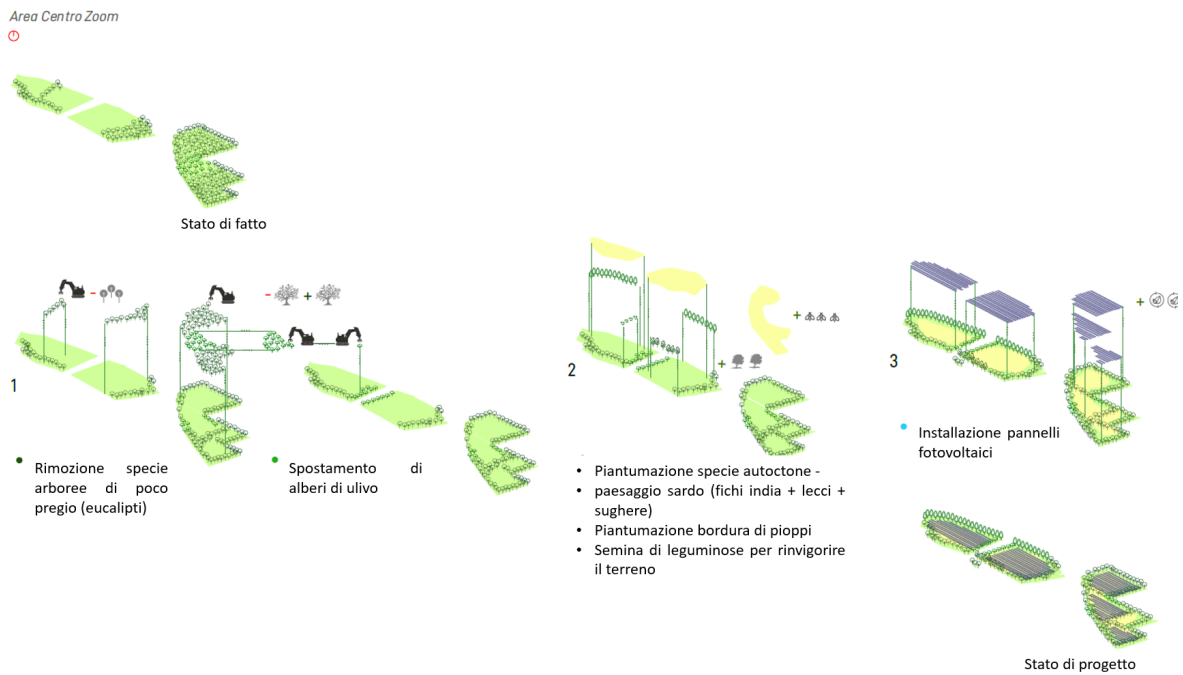 Area Centro Zoom
Stato di fatto
1
- +
• Rimozione specie
arboree di poco
pregio (eucalipti)
• Spostamento di
alberi di ulivo
2
+
+
• Piantumazione specie autoctone -
• paesaggio sardo (fichi india + lecci +
sughere)
• Piantumazione bordura di pioppi
• Semina di leguminose per rinvigorire
il terreno
3
+
• Installazione pannelli
fotovoltaici
Stato di progetto